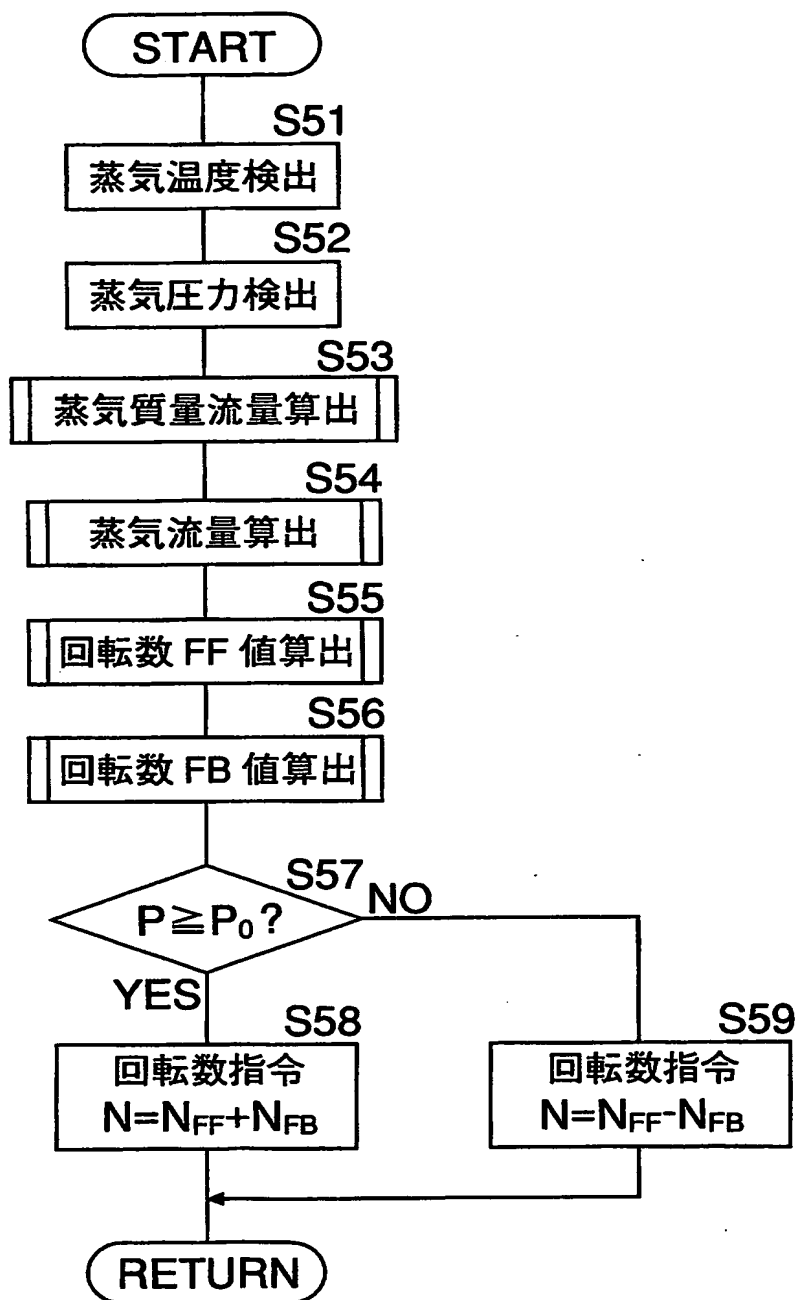 START
S51
蒸気温度検出
S52
蒸気圧力検出
S53
蒸気質量流量算出
S54
蒸気流量算出
S55
回転数 FF 値算出
S56
回転数 FB 値算出
S57
P≧P₀?
NO
YES
S58
回転数指令
N=NFF+NFB
S59
回転数指令
N=NFF-NFB
RETURN